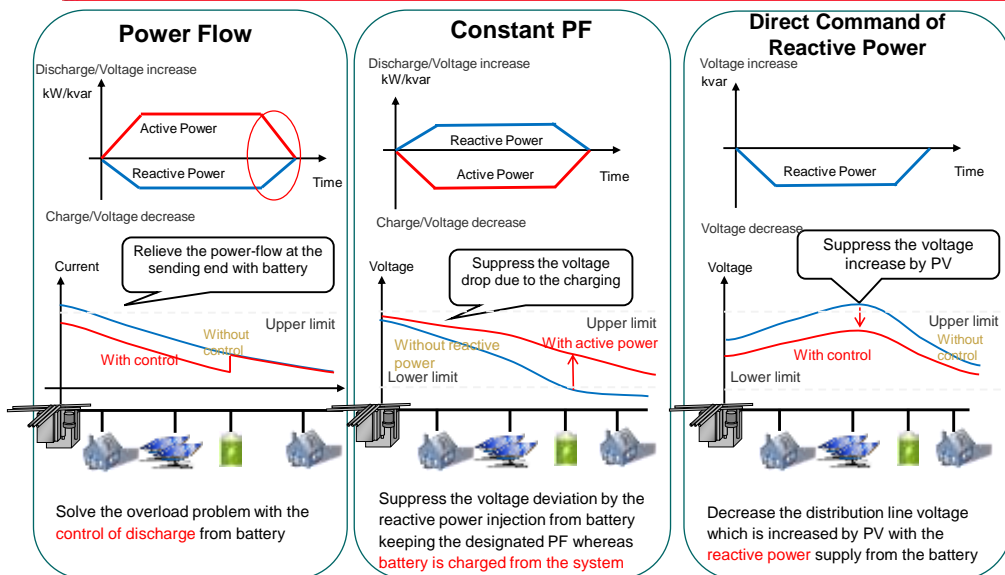 Power Flow
Discharge/Voltage increase
kW/kvar
Active Power
Reactive Power
Time
Charge/Voltage decrease
Relieve the power-flow at the
sending end with battery
Current
Upper limit
Without
control
With control
Solve the overload problem with the
control of discharge from battery
Constant PF
Discharge/Voltage increase
kW/kvar
Reactive Power
Active Power
Time
Charge/Voltage decrease
Voltage
Suppress the voltage
drop due to the charging
Upper limit
Without reactive
power
With active power
Lower limit
Suppress the voltage deviation by the
reactive power injection from battery
keeping the designated PF whereas
battery is charged from the system
Direct Command of
Reactive Power
Voltage increase
kvar
Reactive Power
Time
Voltage decrease
Suppress the voltage
increase by PV
Voltage
Upper limit
Without
control
With control
Lower limit
Decrease the distribution line voltage
which is increased by PV with the
reactive power supply from the battery